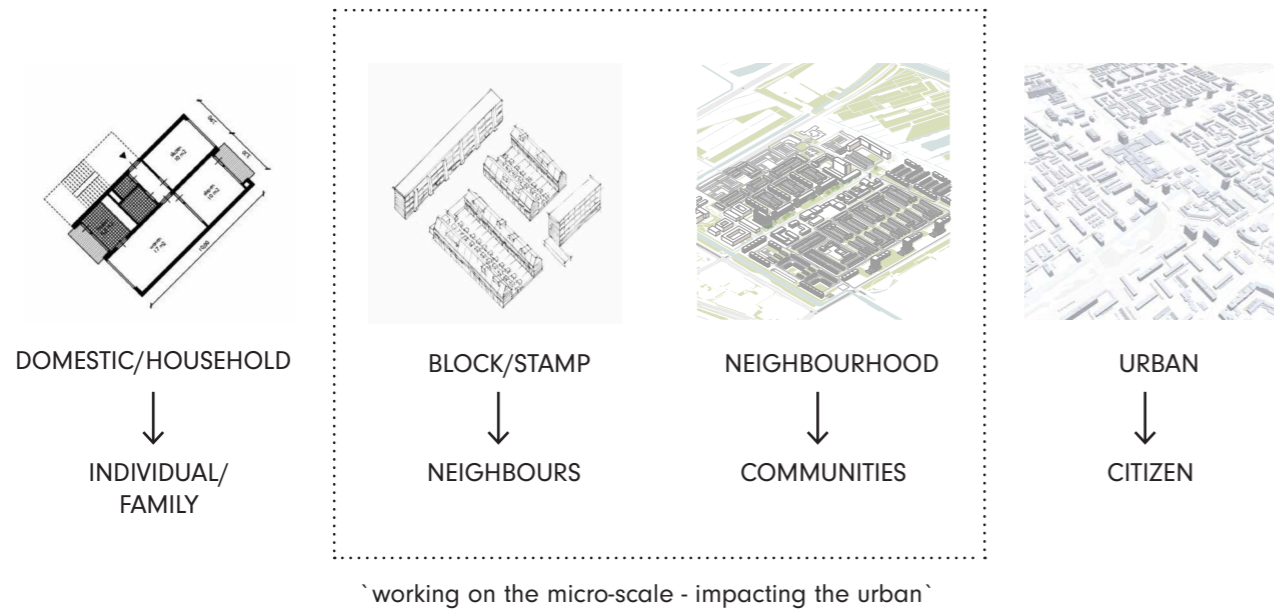 DOMESTIC/HOUSEHOLD
INDIVIDUAL/
FAMILY
BLOCK/STAMP
NEIGHBOURS
NEIGHBOURHOOD
COMMUNITIES
URBAN
CITIZEN
`working on the micro-scale - impacting the urban`